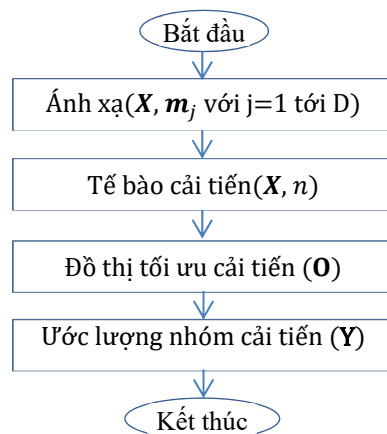 Bắt đầu
Ánh xạ(𝑿, 𝒎ⱼ với j=1 tới D)
Tế bào cải tiến(𝑿, 𝑛)
Đồ thị tối ưu cải tiến (𝐎)
Ước lượng nhóm cải tiến (𝐘)
Kết thúc